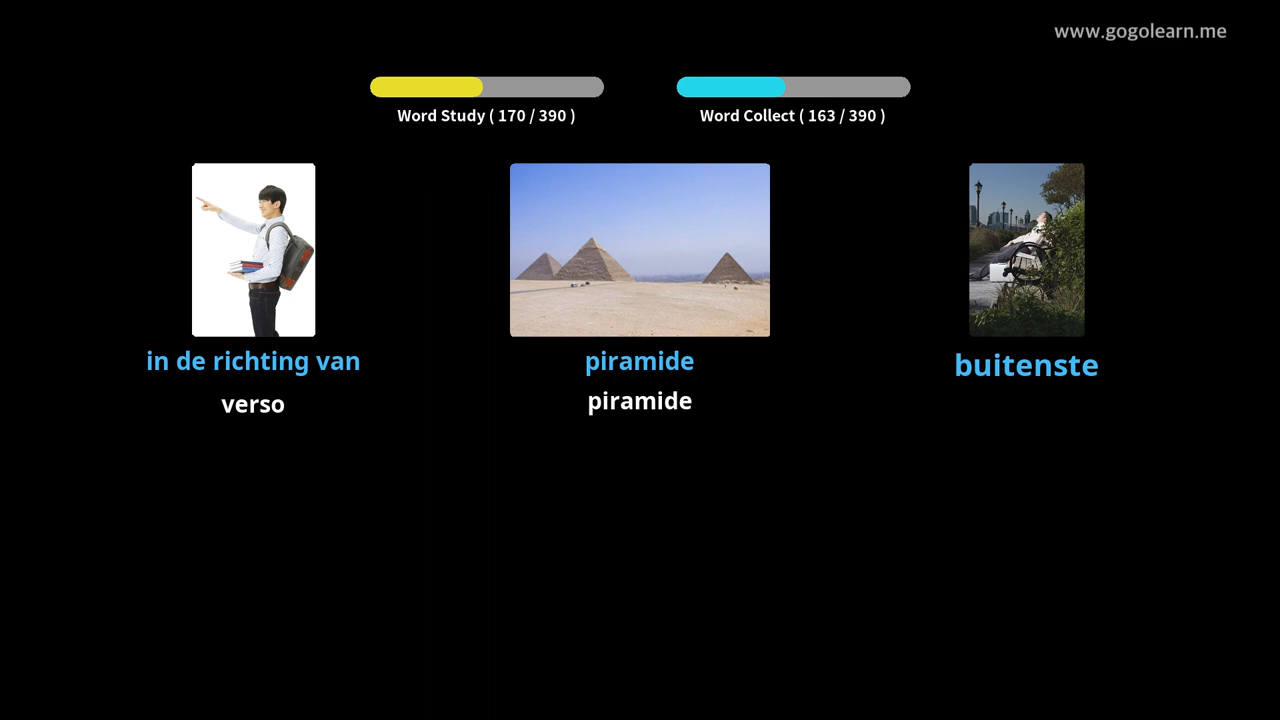 www.gogolearn.me
Word Study ( 170 / 390 )
Word Collect ( 163 / 390 )
in de richting van
verso
piramide
piramide
buitenste